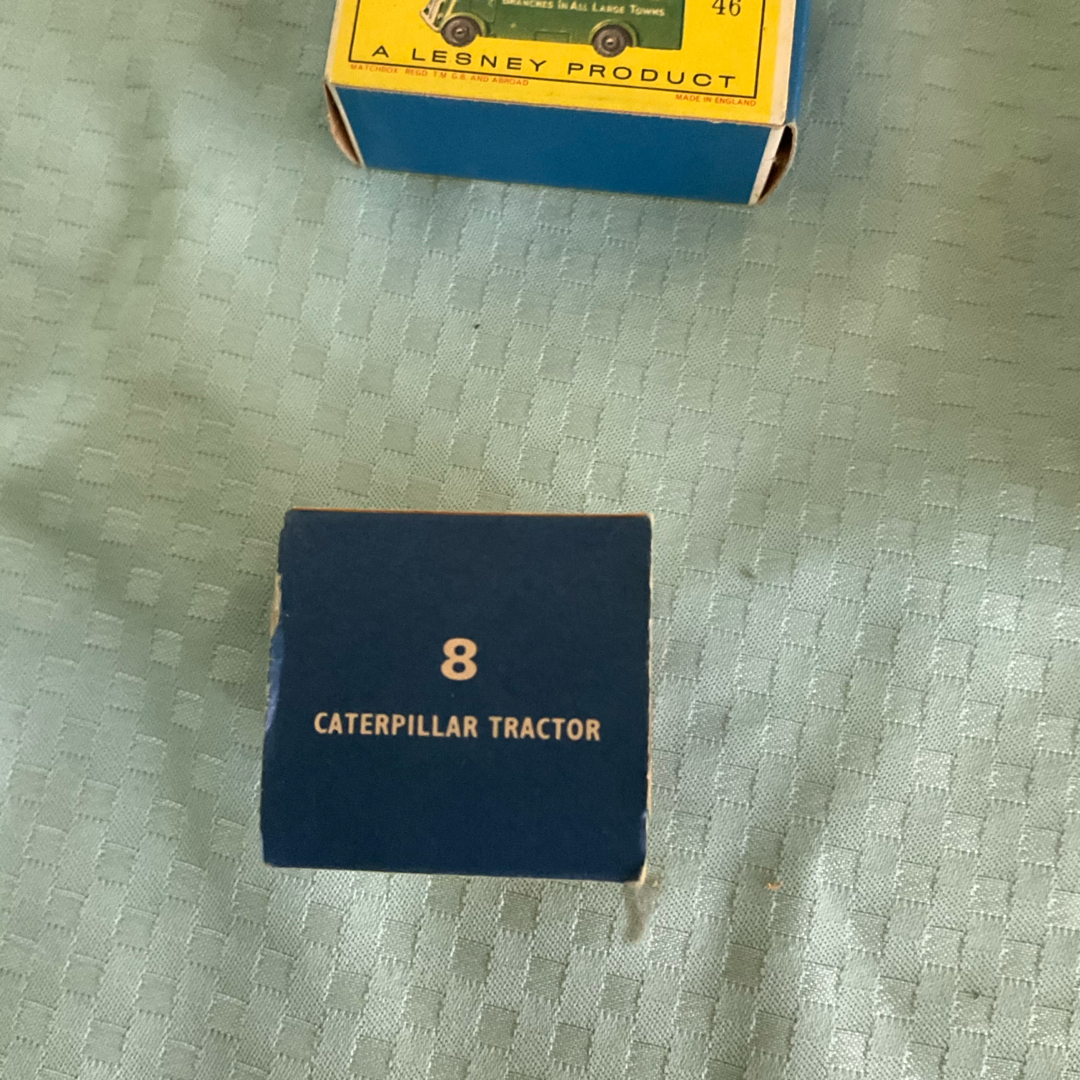 BRANCHES IN ALL LARGE TOWNS
46
A LESNEY PRODUCT
MATCHBOX REGD. T.M. G.B. AND ABROAD
MADE IN ENGLAND
8
CATERPILLAR TRACTOR